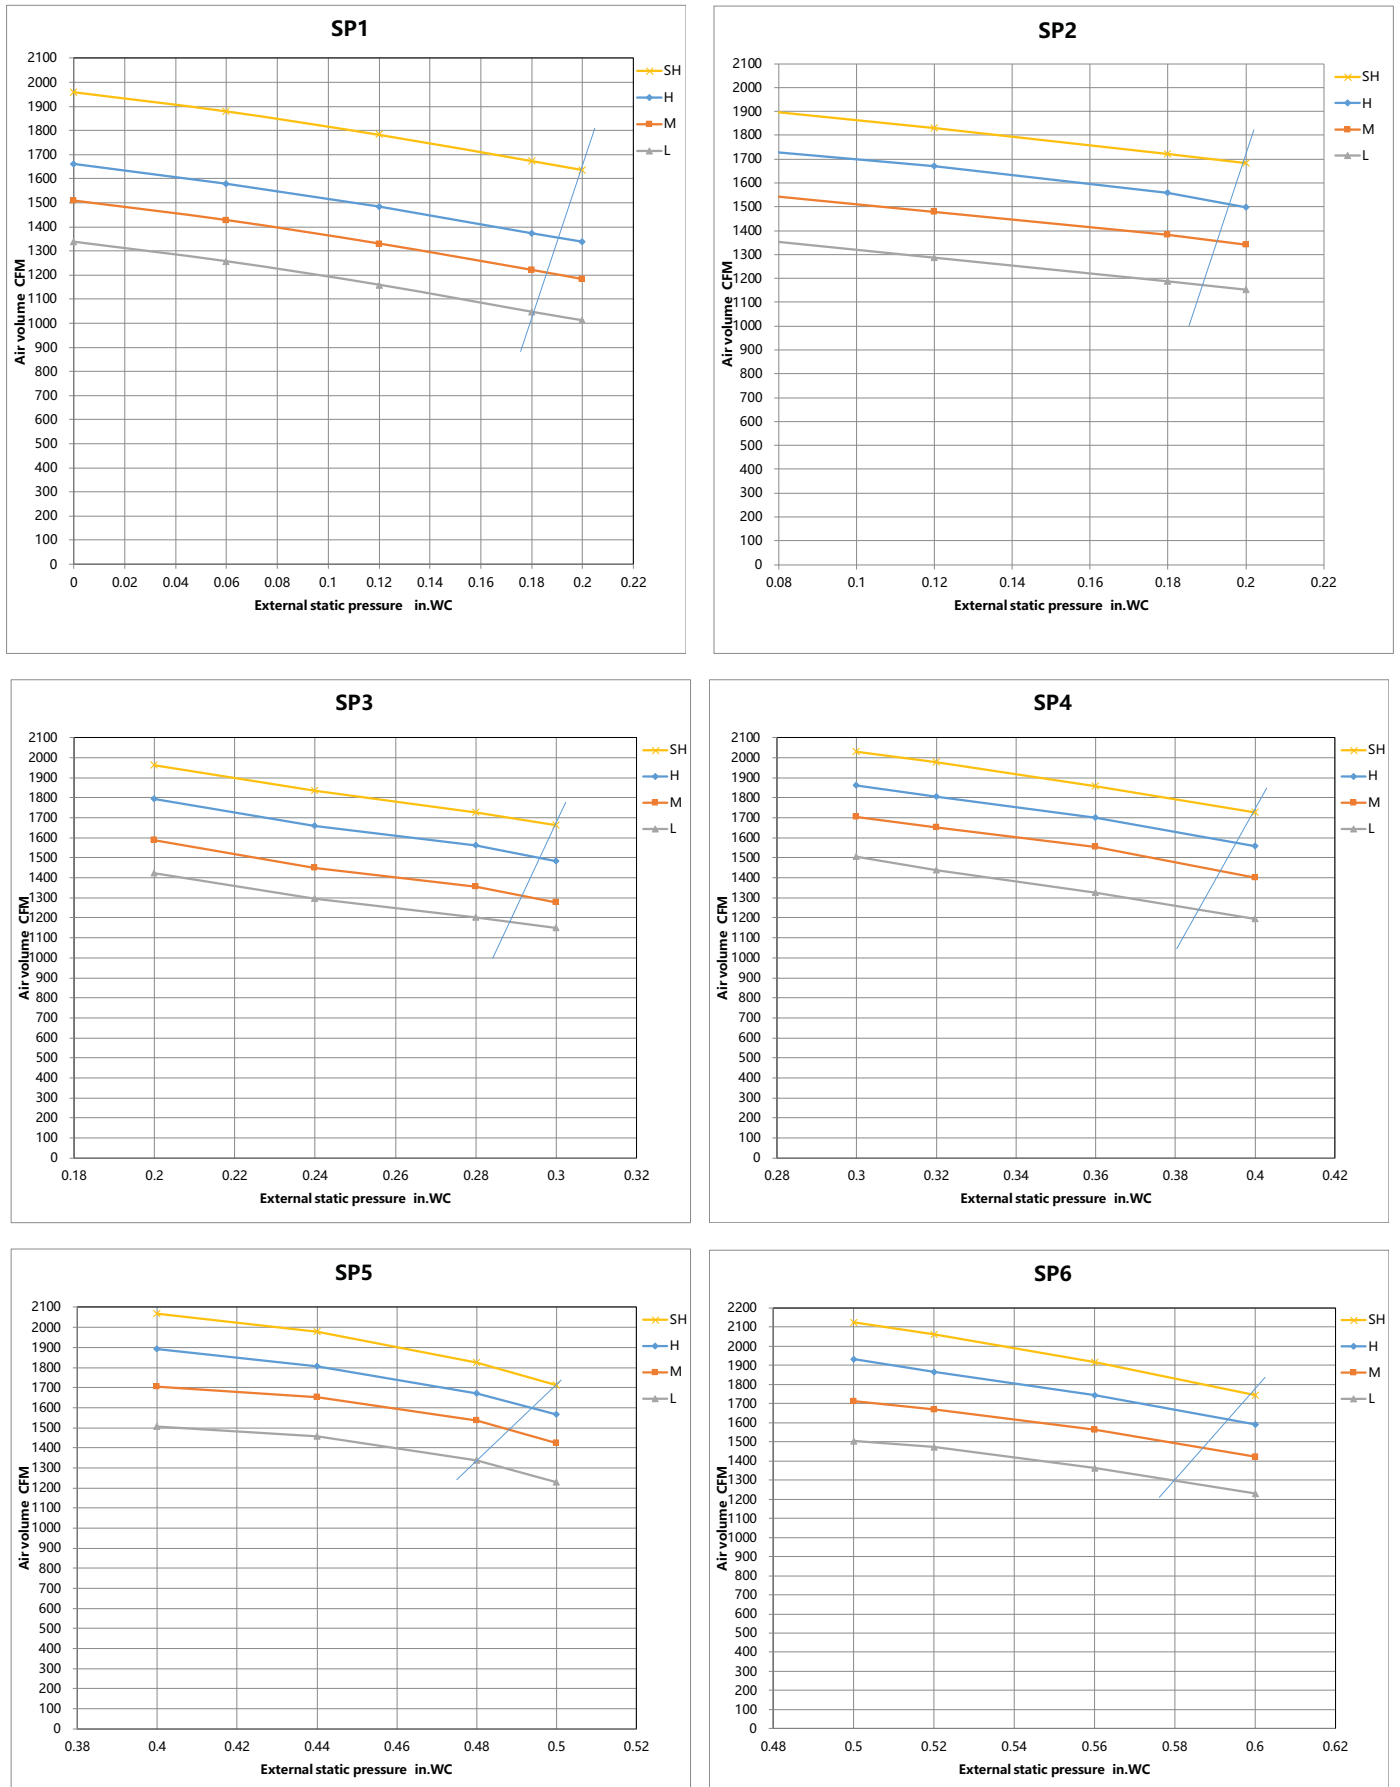 SP1
2100
2000
1900
1800
1700
1600
1500
1400
1300
1200
1100
1000
900
800
700
600
500
400
300
200
100
0
Air volume CFM
0 0.02 0.04 0.06 0.08 0.1 0.12 0.14 0.16 0.18 0.2 0.22
External static pressure in.WC
SH
H
M
L
SP2
2100
2000
1900
1800
1700
1600
1500
1400
1300
1200
1100
1000
900
800
700
600
500
400
300
200
100
0
Air volume CFM
0.08 0.1 0.12 0.14 0.16 0.18 0.2 0.22
External static pressure in.WC
SH
H
M
L
SP3
2100
2000
1900
1800
1700
1600
1500
1400
1300
1200
1100
1000
900
800
700
600
500
400
300
200
100
0
Air volume CFM
0.18 0.2 0.22 0.24 0.26 0.28 0.3 0.32
External static pressure in.WC
SH
H
M
L
SP4
2100
2000
1900
1800
1700
1600
1500
1400
1300
1200
1100
1000
900
800
700
600
500
400
300
200
100
0
Air volume CFM
0.28 0.3 0.32 0.34 0.36 0.38 0.4 0.42
External static pressure in.WC
SH
H
M
L
SP5
2100
2000
1900
1800
1700
1600
1500
1400
1300
1200
1100
1000
900
800
700
600
500
400
300
200
100
0
Air volume CFM
0.38 0.4 0.42 0.44 0.46 0.48 0.5 0.52
External static pressure in.WC
SH
H
M
L
SP6
2200
2100
2000
1900
1800
1700
1600
1500
1400
1300
1200
1100
1000
900
800
700
600
500
400
300
200
100
0
Air volume CFM
0.48 0.5 0.52 0.54 0.56 0.58 0.6 0.62
External static pressure in.WC
SH
H
M
L